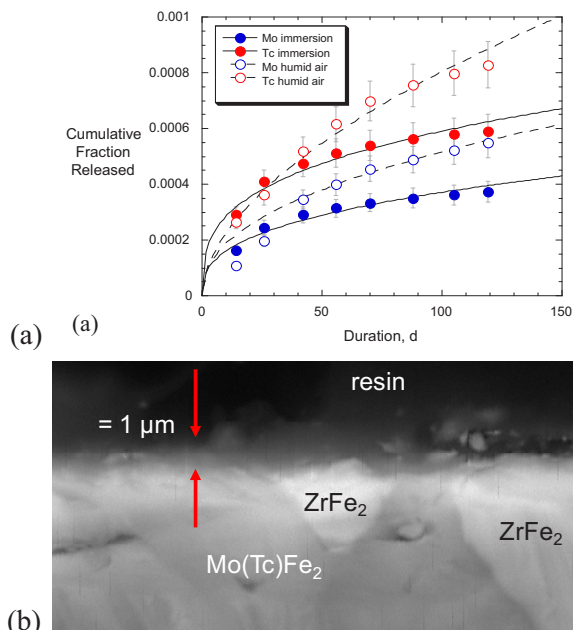 (a)
(a)
0.001
0.0008
0.0006
0.0004
0.0002
0
Cumulative
Fraction
Released
Mo immersion
Tc immersion
Mo humid air
Tc humid air
0 50 100 150
Duration, d
resin
= 1 µm
ZrFe₂
ZrFe₂
Mo(Tc)Fe₂
(b)